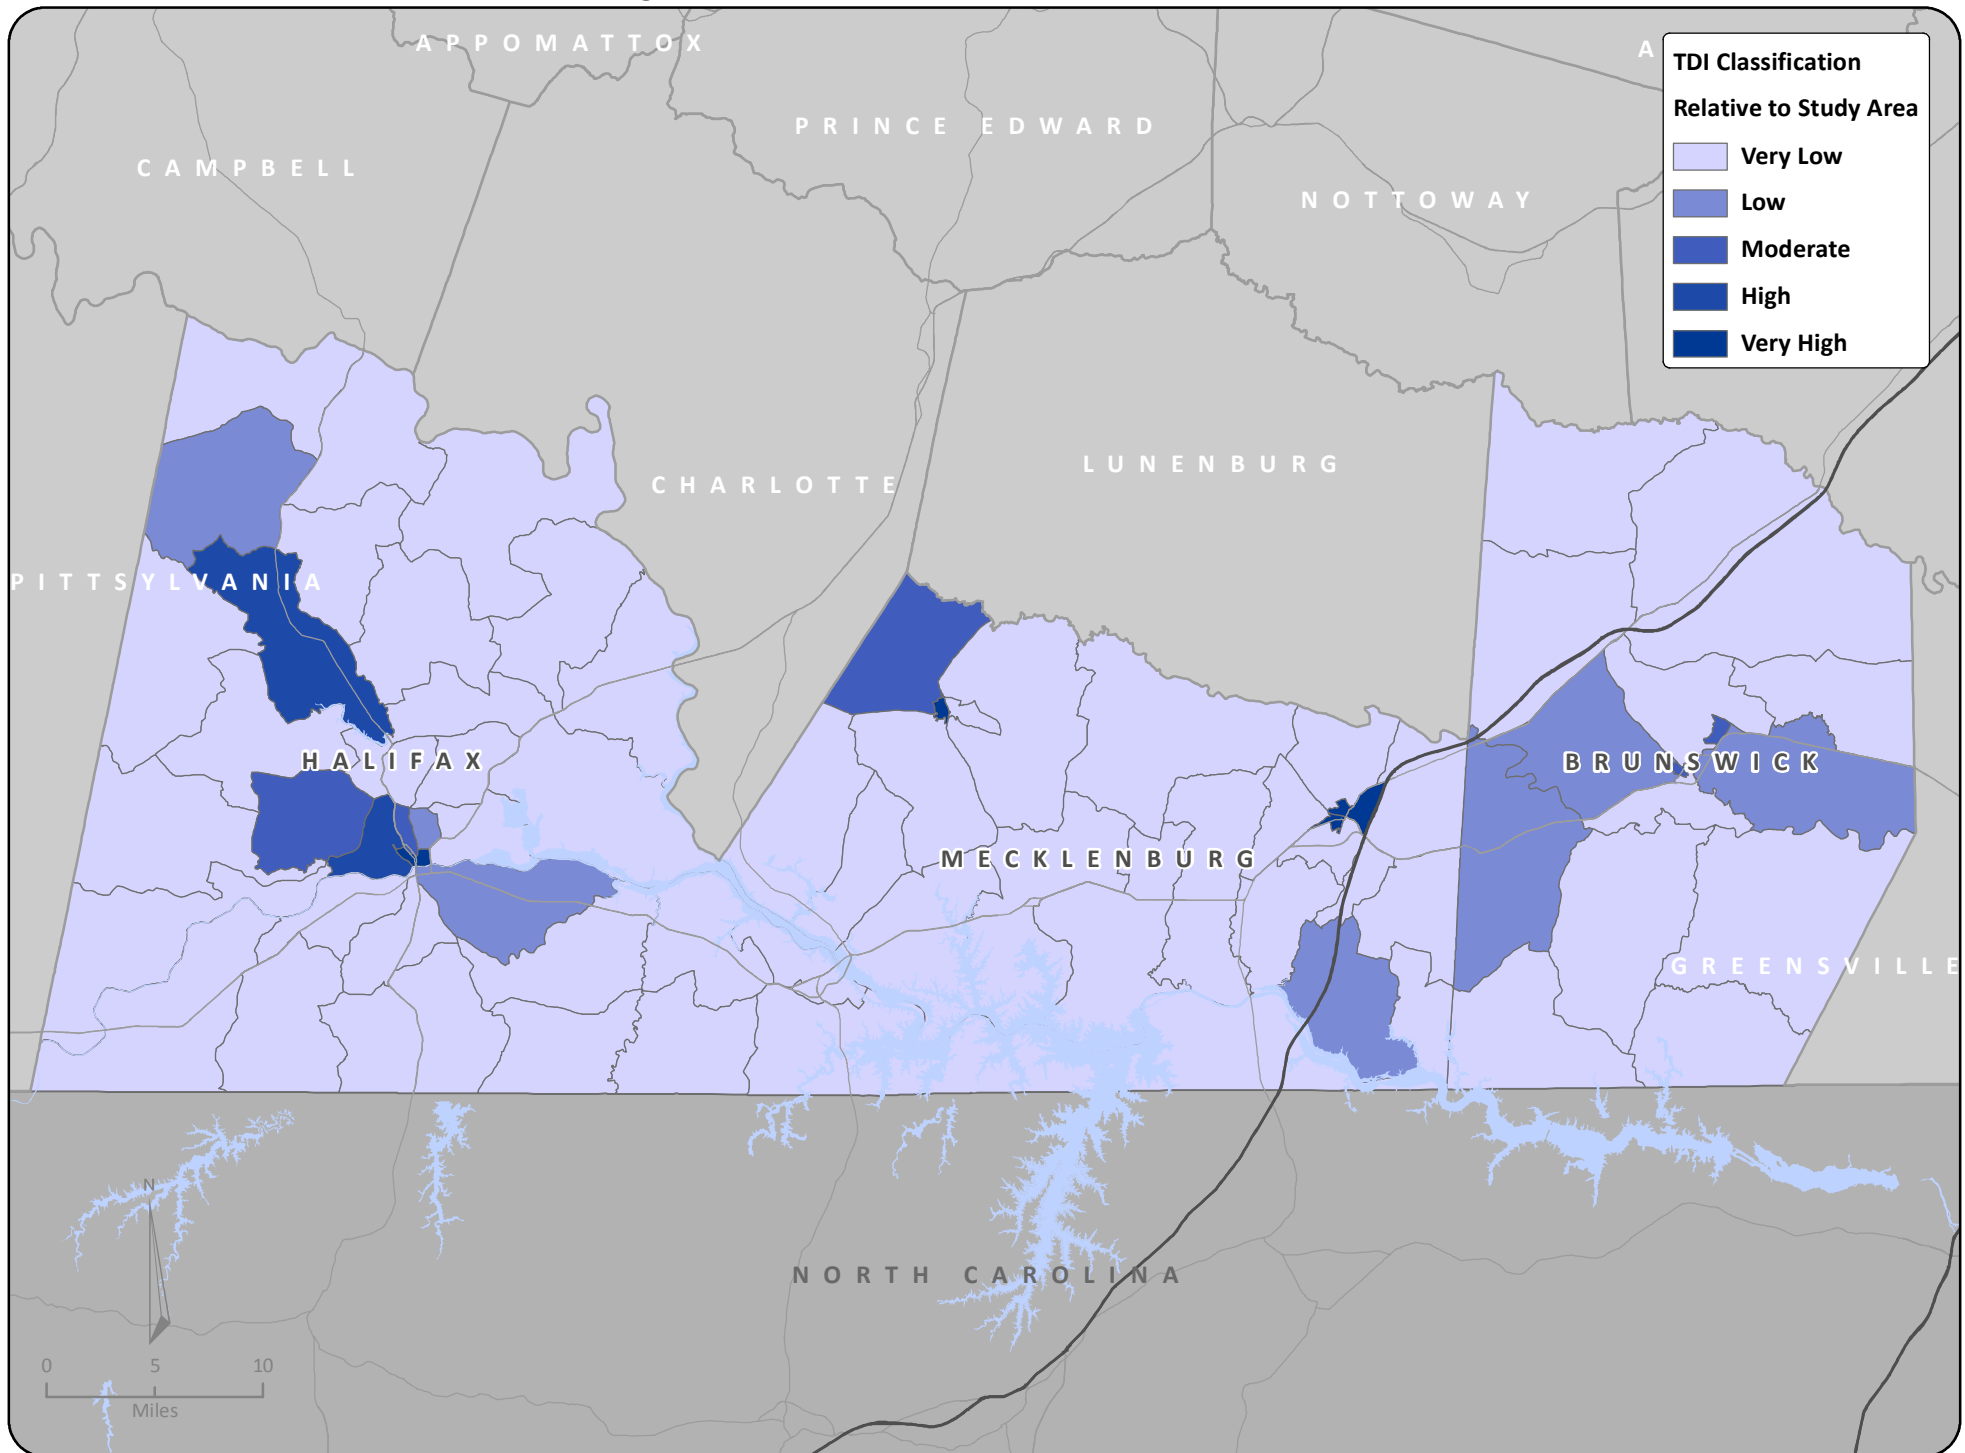 APPOMATTOX
A
TDI Classification
Relative to Study Area
Very Low
Low
Moderate
High
Very High
PRINCE EDWARD
CAMPBELL
NOTTOWAY
LUNENBURG
CHARLOTTE
PITTSYLVANIA
HALIFAX
BRUNSWICK
MECKLENBURG
GREENSVILLE
N
NORTH CAROLINA
0 5 10
Miles